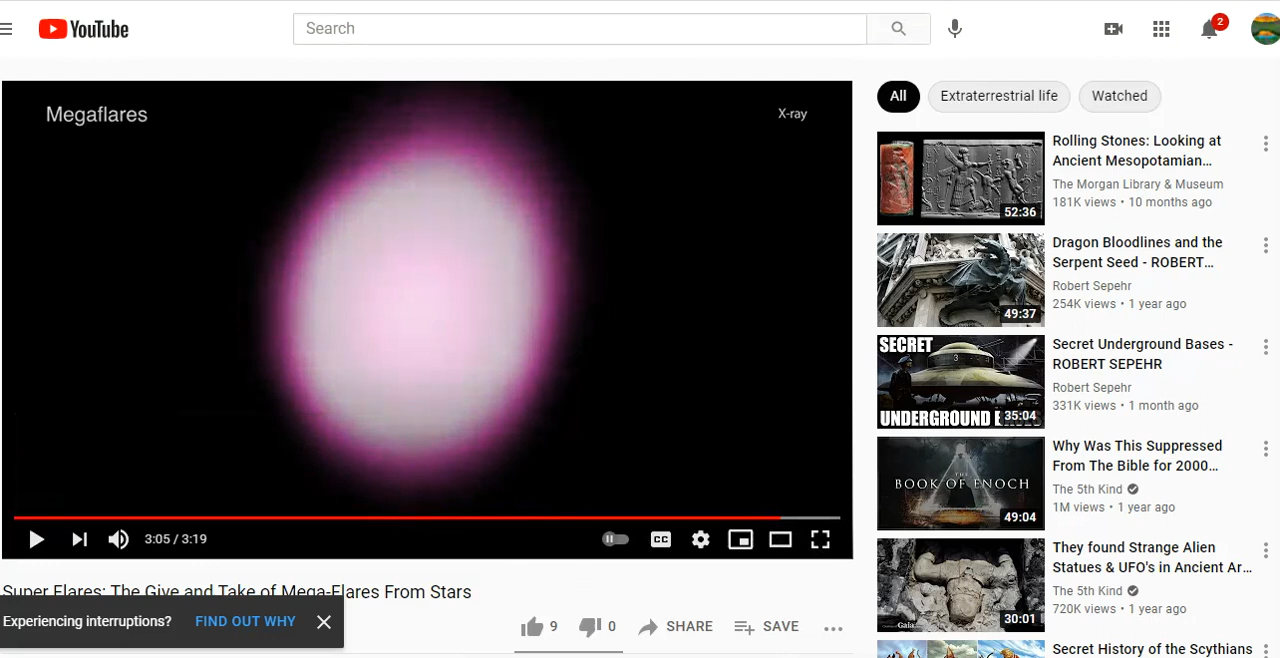 YouTube
Search
2
Megaflares
X-ray
3:05 / 3:19
CC
Super Flares: The Give and Take of Mega-Flares From Stars
Experiencing interruptions?
FIND OUT WHY
9
0
SHARE
SAVE
All
Extraterrestrial life
Watched
52:36
Rolling Stones: Looking at
Ancient Mesopotamian...
The Morgan Library & Museum
181K views • 10 months ago
49:37
Dragon Bloodlines and the
Serpent Seed - ROBERT...
Robert Sepehr
254K views • 1 year ago
SECRET
3
UNDERGROUND
35:04
Secret Underground Bases -
ROBERT SEPEHR
Robert Sepehr
331K views • 1 month ago
THE
BOOK OF ENOCH
49:04
Why Was This Suppressed
From The Bible for 2000...
The 5th Kind
1M views • 1 year ago
Gaia
30:01
They found Strange Alien
Statues & UFO's in Ancient Ar...
The 5th Kind
720K views • 1 year ago
Secret History of the Scythians